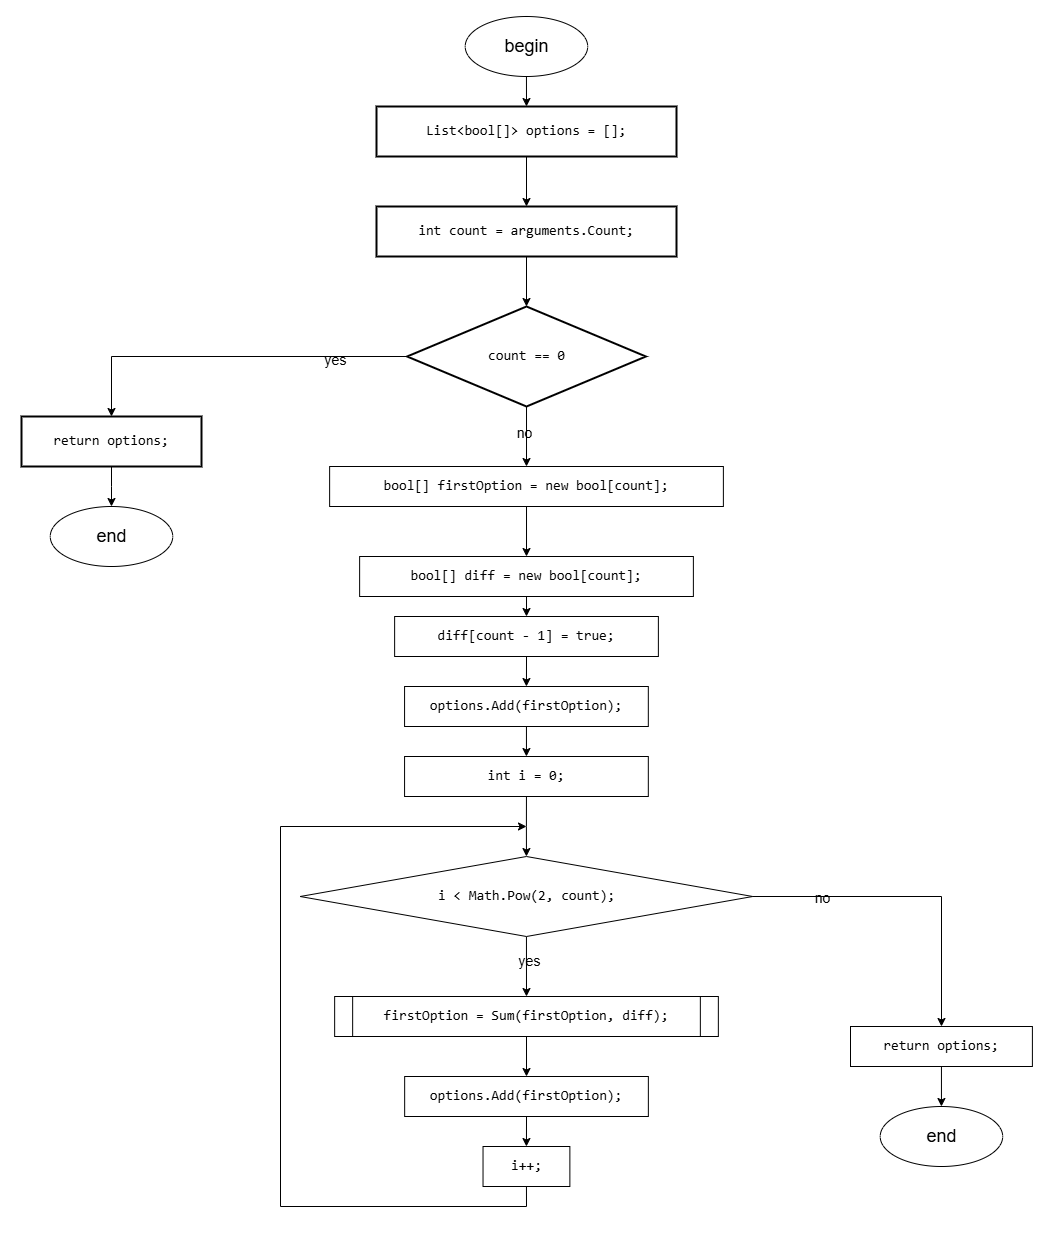 begin
List<bool[]> options = [];
int count = arguments.Count;
count == 0
yes
no
return options;
end
bool[] firstOption = new bool[count];
bool[] diff = new bool[count];
diff[count - 1] = true;
options.Add(firstOption);
int i = 0;
i < Math.Pow(2, count);
no
yes
firstOption = Sum(firstOption, diff);
return options;
options.Add(firstOption);
end
i++;